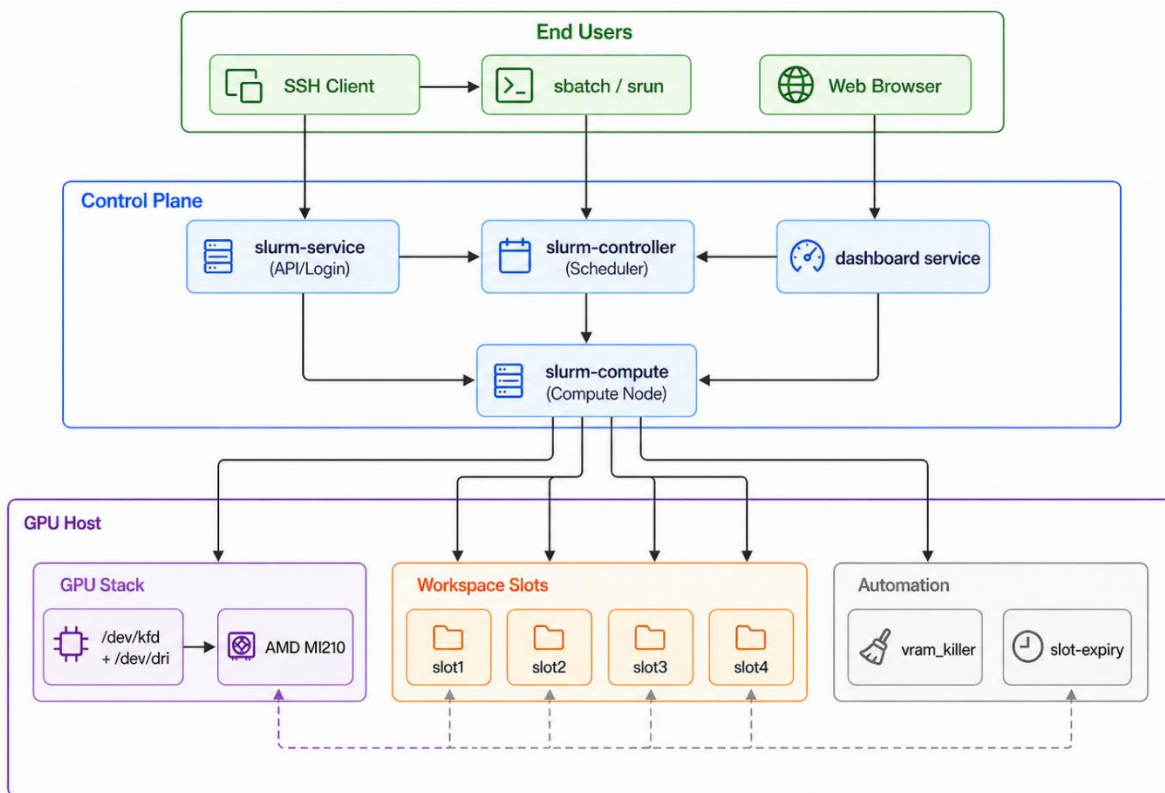 End Users
SSH Client
sbatch / srun
Web Browser
Control Plane
slurm-service
(API/Login)
slurm-controller
(Scheduler)
dashboard service
slurm-compute
(Compute Node)
GPU Host
GPU Stack
/dev/kfd
+ /dev/dri
AMD MI210
Workspace Slots
slot1
slot2
slot3
slot4
Automation
vram_killer
slot-expiry